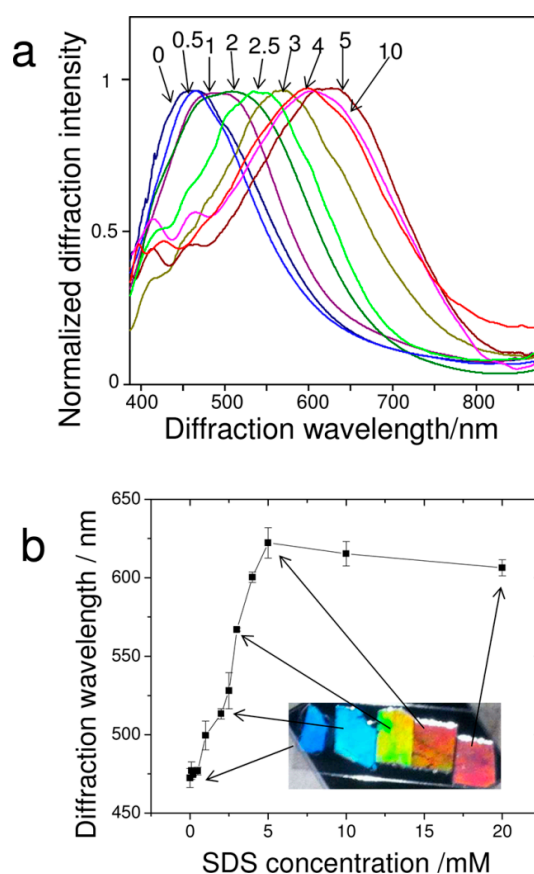 a
0 0.5 1 2 2.5 3 4 5 10
Normalized diffraction intensity
1
0.5
0
400 500 600 700 800
Diffraction wavelength/nm
b
Diffraction wavelength / nm
650
600
550
500
450
0 5 10 15 20
SDS concentration /mM